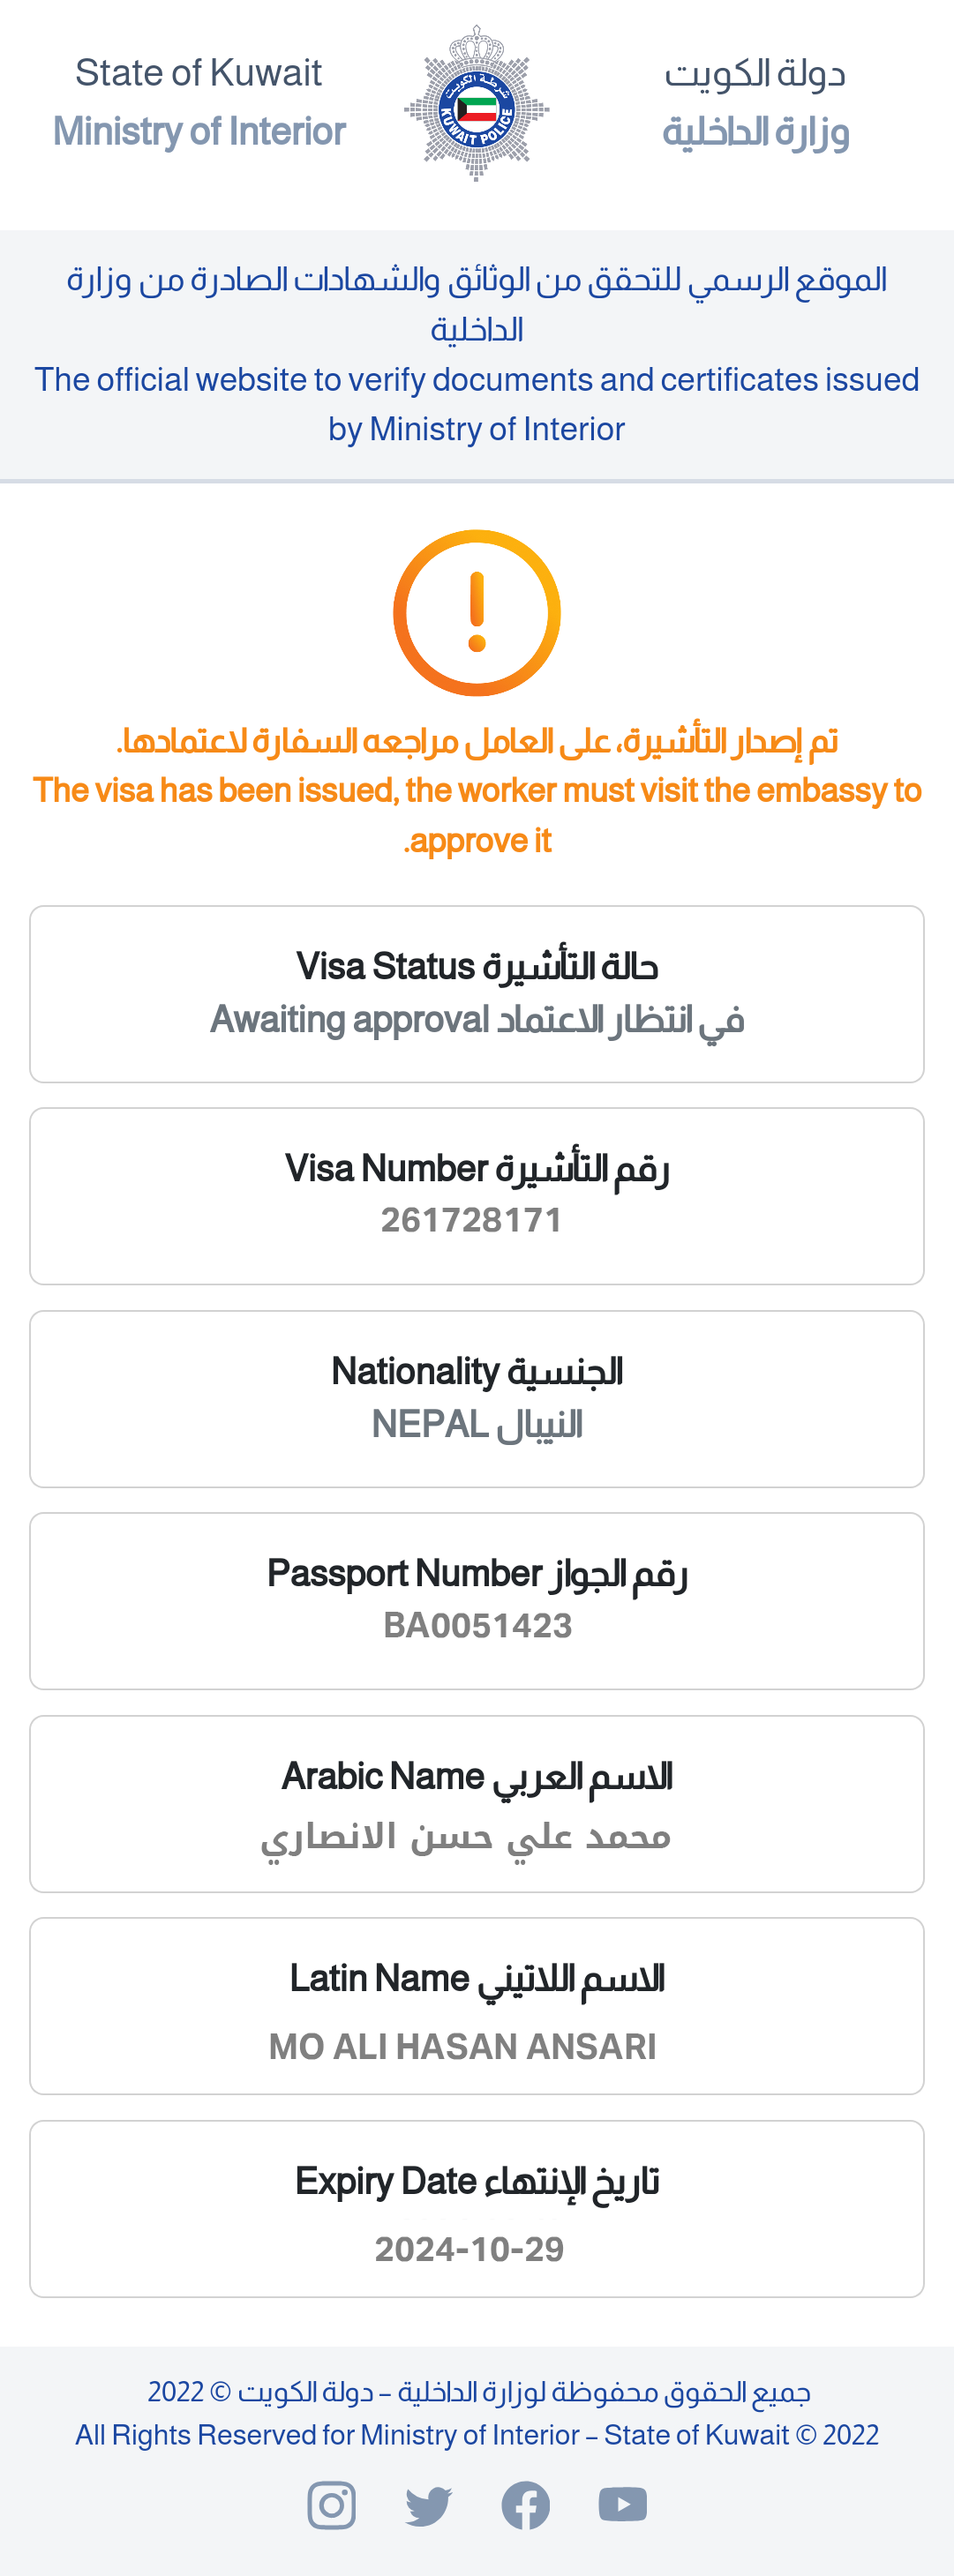 State of Kuwait
Ministry of Interior
شرطة الكويت
KUWAIT POLICE
دولة الكويت
وزارة الداخلية
الموقع الرسمي للتحقق من الوثائق والشهادات الصادرة من وزارة
الداخلية
The official website to verify documents and certificates issued
by Ministry of Interior
تم إصدار التأشيرة، على العامل مراجعه السفارة لاعتمادها.
The visa has been issued, the worker must visit the embassy to
.approve it
Visa Status حالة التأشيرة
Awaiting approval في انتظار الاعتماد
Visa Number رقم التأشيرة
261728171
Nationality الجنسية
NEPAL النيبال
Passport Number رقم الجواز
BA0051423
Arabic Name الاسم العربي
محمد علي حسن الانصاري
Latin Name الاسم اللاتيني
MO ALI HASAN ANSARI
Expiry Date تاريخ الإنتهاء
2024-10-29
جميع الحقوق محفوظة لوزارة الداخلية – دولة الكويت © 2022
All Rights Reserved for Ministry of Interior – State of Kuwait © 2022